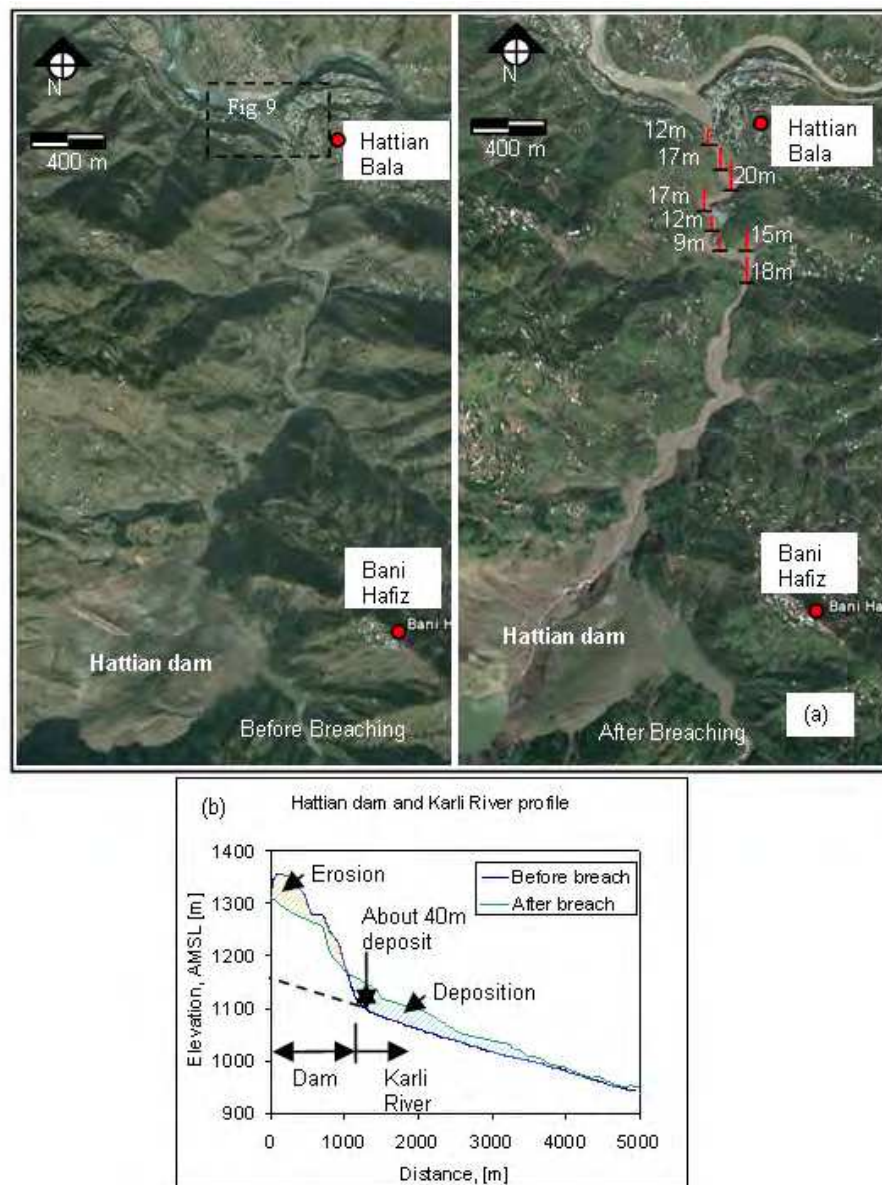 N
400 m
Fig 9
Hattian
Bala
Bani
Hafiz
Bani H
Hattian dam
Before Breaching
N
400 m
12m
17m
20m
17m
12m
9m
15m
18m
Hattian
Bala
Bani
Hafiz
Bani Ha
Hattian dam
(a)
After Breaching
(b) Hattian dam and Karli River profile
1400
1300
1200
1100
1000
900
Elevation, AMSL [m]
Erosion
Before breach
After breach
About 40m
deposit
Deposition
Dam
Karli
River
0 1000 2000 3000 4000 5000
Distance, [m]